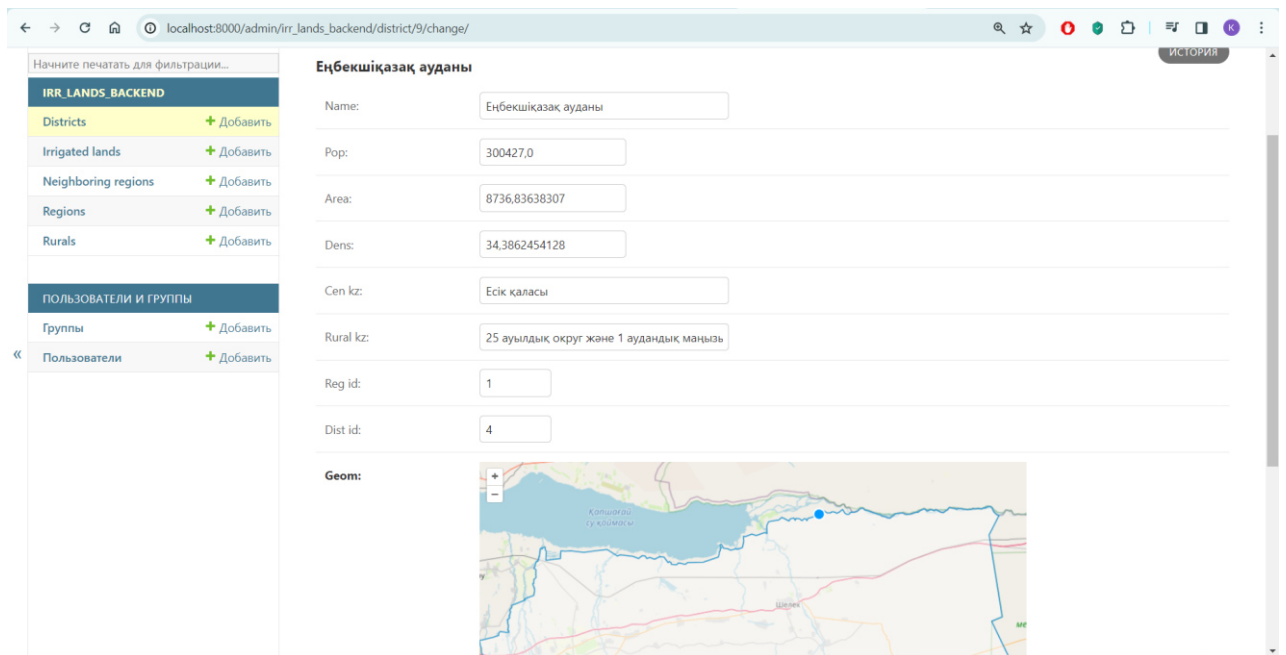 localhost:8000/admin/irr_lands_backend/district/9/change/
K
Начните печатать для фильтрации...
IRR_LANDS_BACKEND
Districts + Добавить
Irrigated lands + Добавить
Neighboring regions + Добавить
Regions + Добавить
Rurals + Добавить
ПОЛЬЗОВАТЕЛИ И ГРУППЫ
Группы + Добавить
Пользователи + Добавить
«
Еңбекшіқазақ ауданы
ИСТОРИЯ
Name: Еңбекшіқазақ ауданы
Pop: 300427,0
Area: 8736,83638307
Dens: 34,3862454128
Cen kz: Есік қаласы
Rural kz: 25 ауылдық округ және 1 аудандық маңызы
Reg id: 1
Dist id: 4
Geom:
+
−
Қапшағай
су қоймасы
Шелек